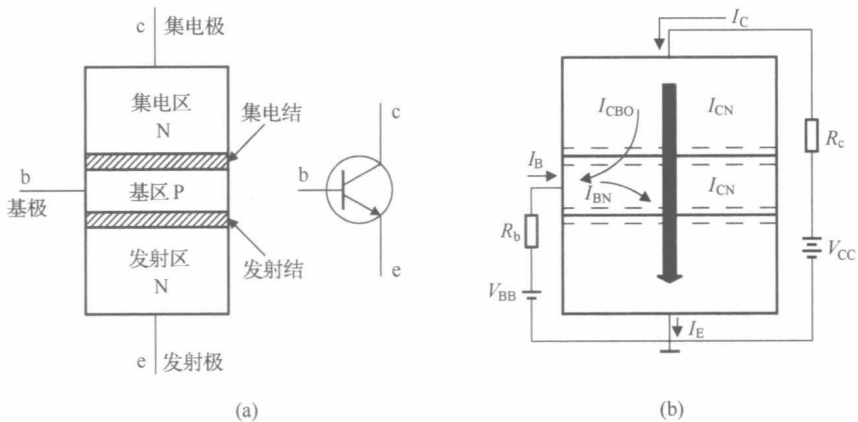 c 集电极
集电区
N
集电结
b
基极
基区 P
发射区
N
发射结
e 发射极
c
b
e
(a)
I_C
I_CBO
I_CN
R_c
I_B
I_BN
I_CN
R_b
V_CC
V_BB
I_E
(b)